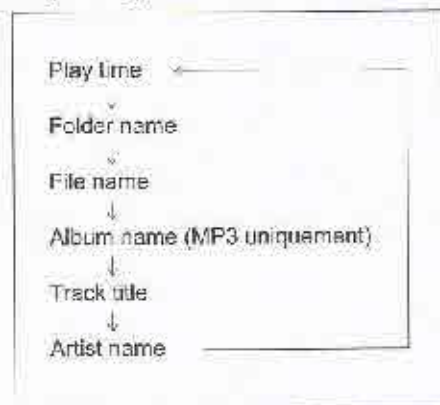 Play time
Folder name
File name
Album name (MP3 uniquement)
Track title
Artist name